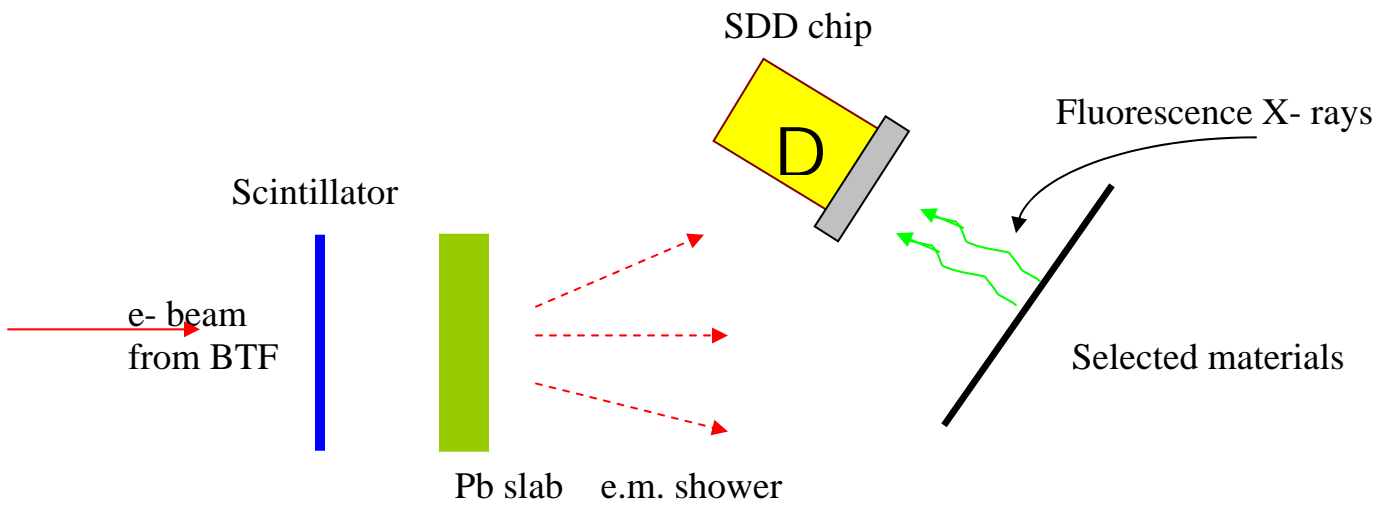 SDD chip
D
Fluorescence X- rays
Scintillator
e- beam
from BTF
Selected materials
Pb slab
e.m. shower